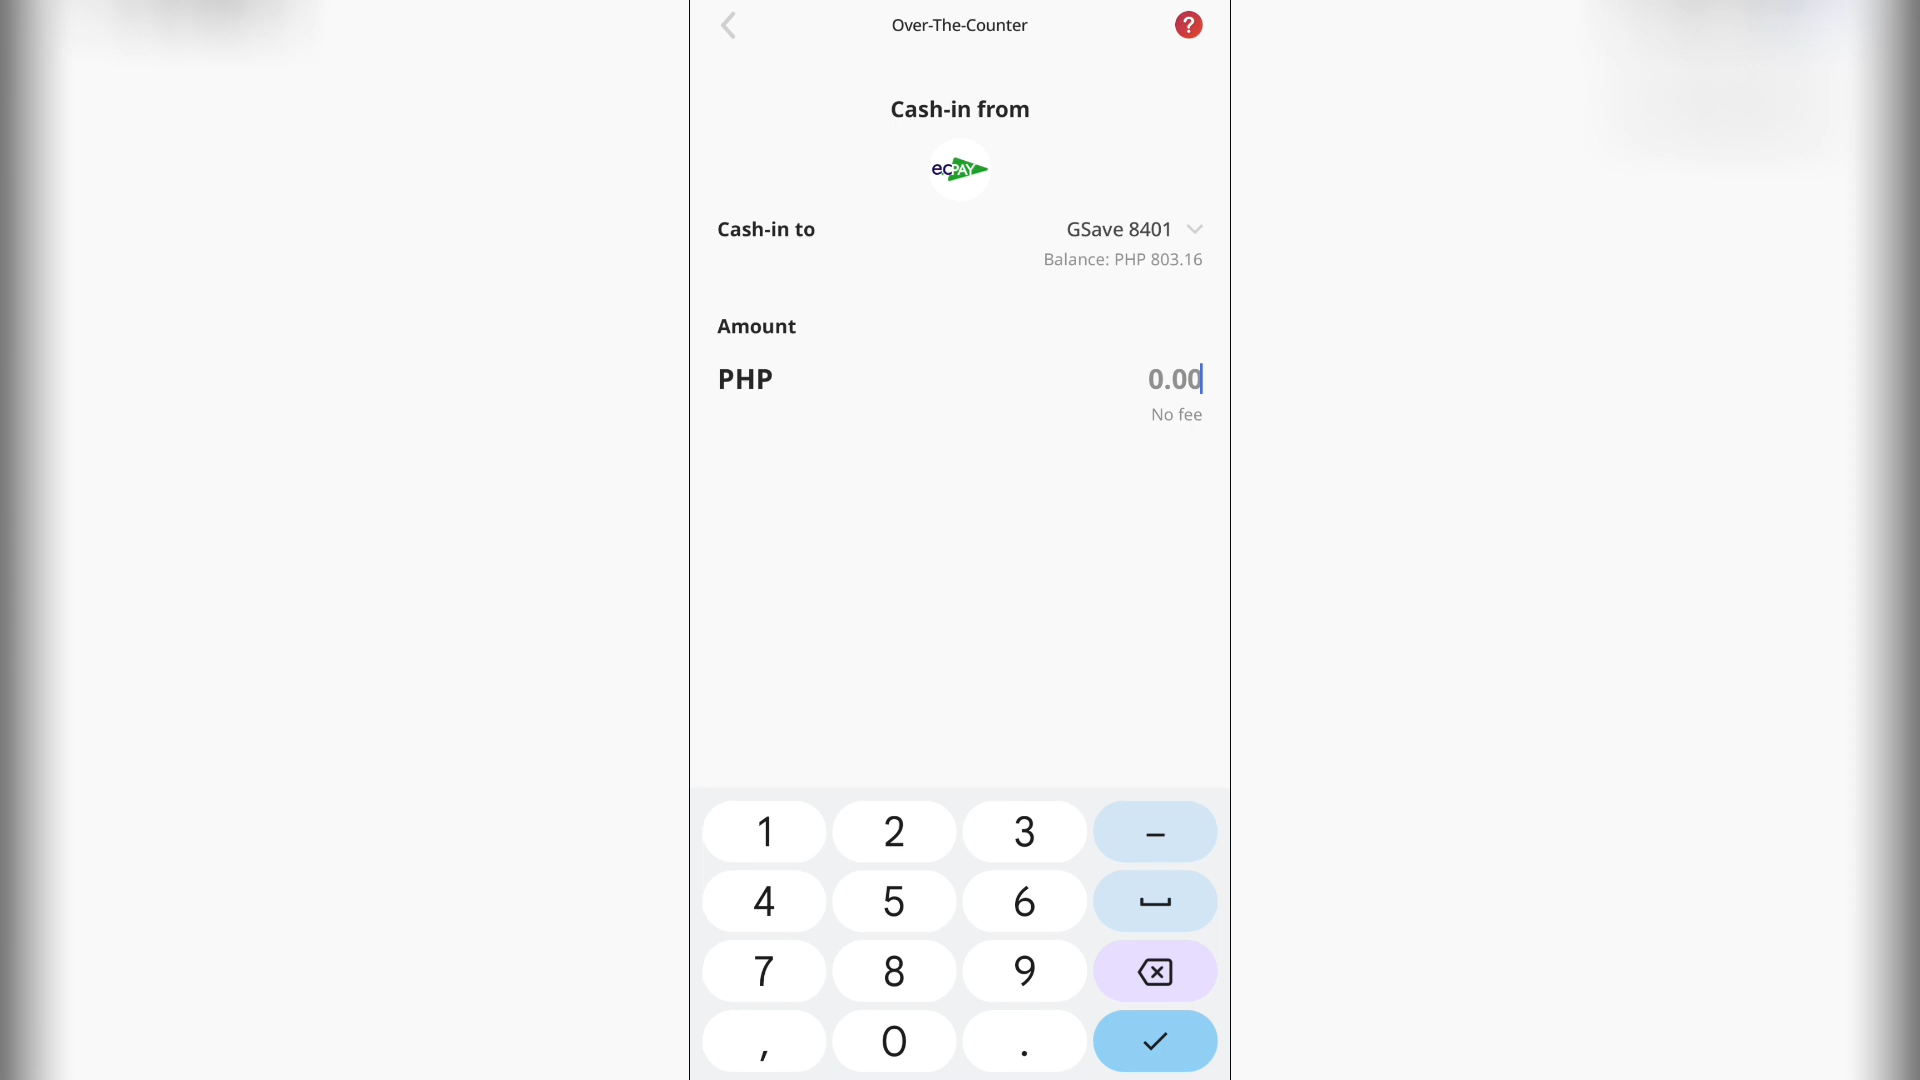 Over-The-Counter
?
Cash-in from
ecPAY
Cash-in to
GSave 8401
Balance: PHP 803.16
Amount
PHP
0.00
No fee
1 2 3 –
4 5 6
7 8 9
, 0 .